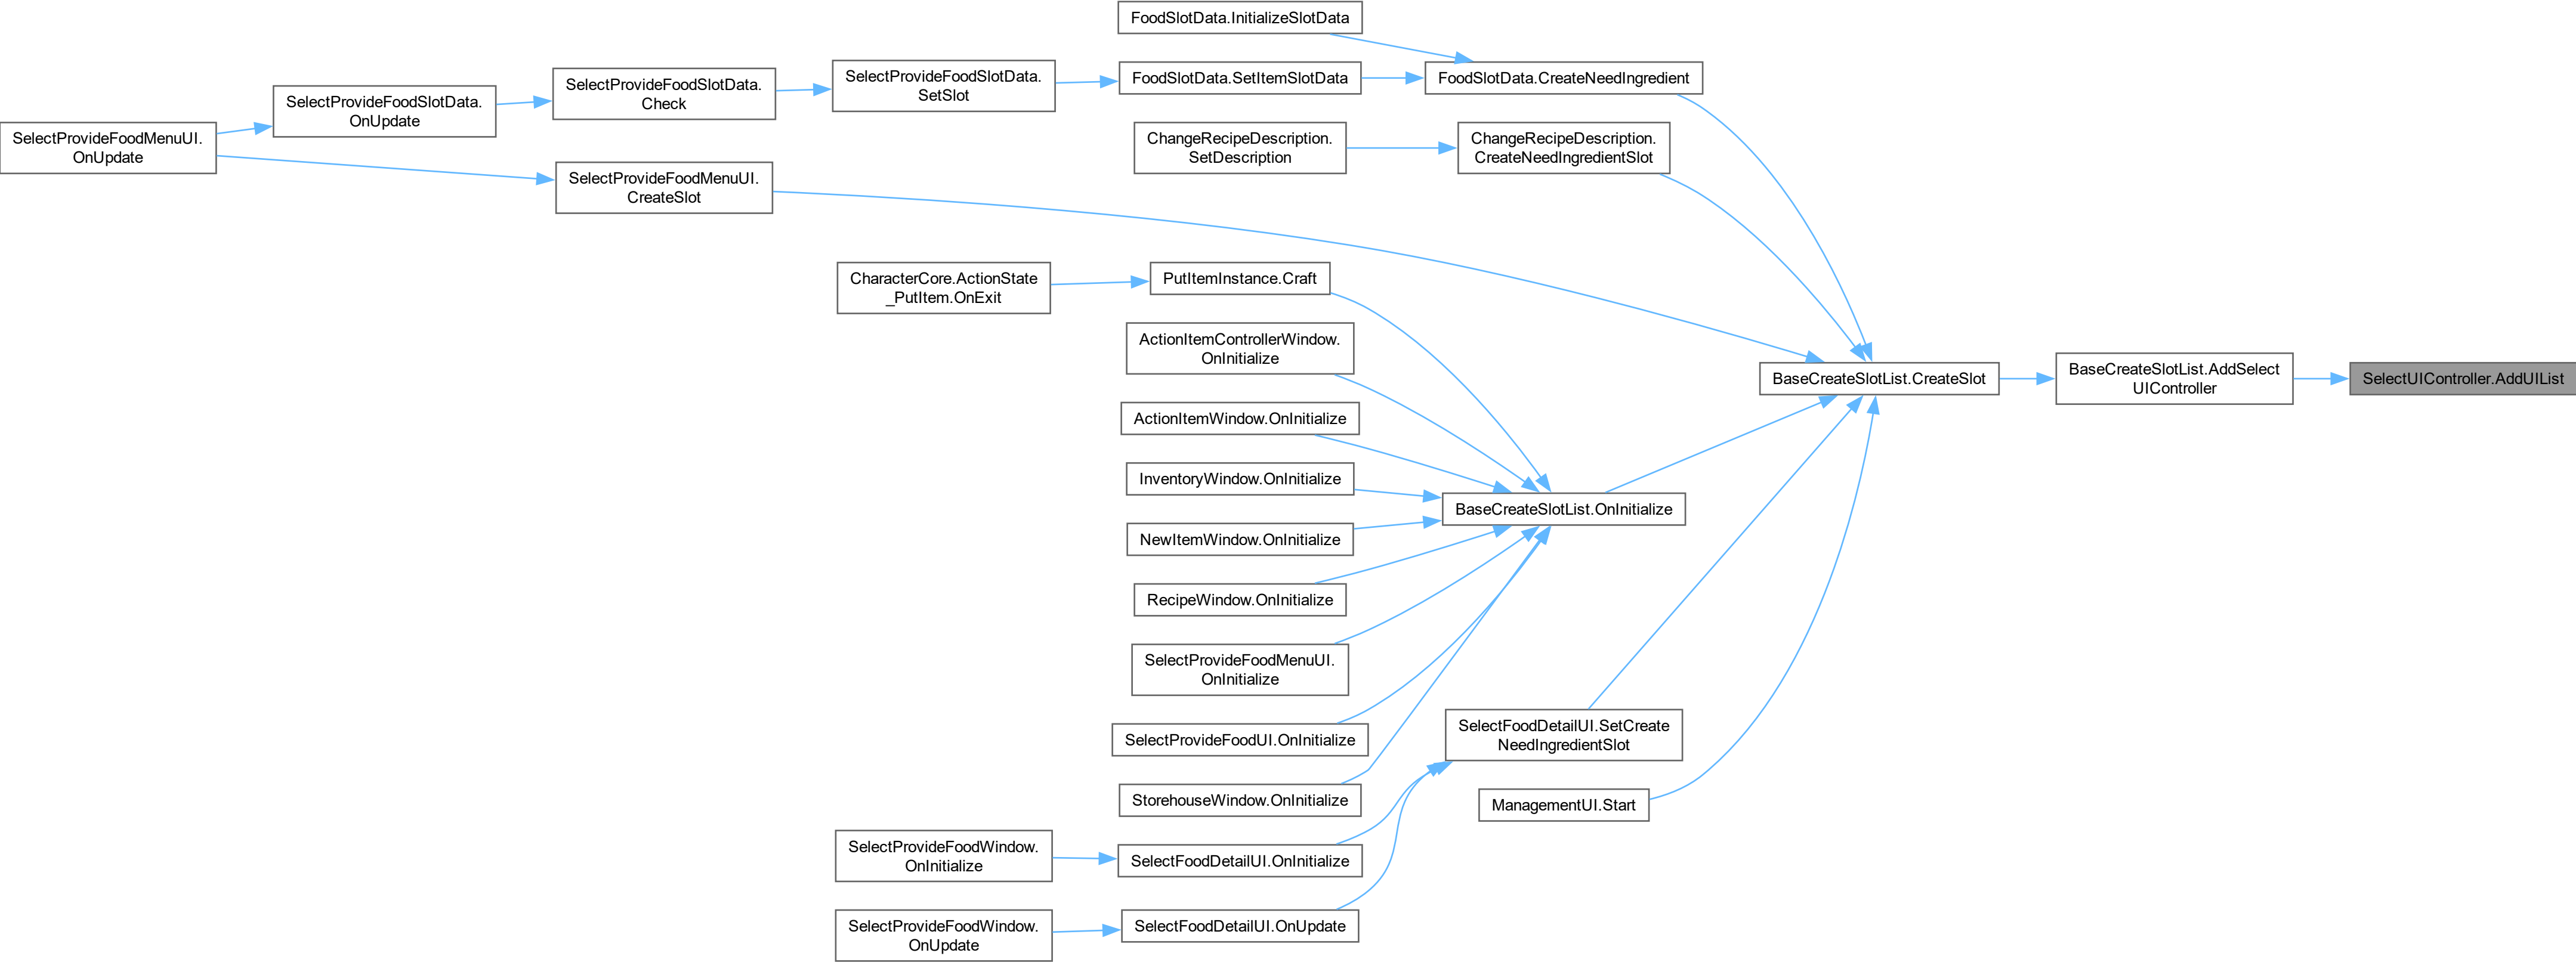 FoodSlotData.InitializeSlotData
FoodSlotData.CreateNeedIngredient
FoodSlotData.SetItemSlotData
SelectProvideFoodSlotData.
SetSlot
SelectProvideFoodSlotData.
Check
SelectProvideFoodSlotData.
OnUpdate
SelectProvideFoodMenuUI.
OnUpdate
ChangeRecipeDescription.
SetDescription
ChangeRecipeDescription.
CreateNeedIngredientSlot
SelectProvideFoodMenuUI.
CreateSlot
CharacterCore.ActionState
_PutItem.OnExit
PutItemInstance.Craft
ActionItemControllerWindow.
OnInitialize
BaseCreateSlotList.CreateSlot
BaseCreateSlotList.AddSelect
UIController
SelectUIController.AddUIList
ActionItemWindow.OnInitialize
InventoryWindow.OnInitialize
BaseCreateSlotList.OnInitialize
NewItemWindow.OnInitialize
RecipeWindow.OnInitialize
SelectProvideFoodMenuUI.
OnInitialize
SelectProvideFoodUI.OnInitialize
SelectFoodDetailUI.SetCreate
NeedIngredientSlot
StorehouseWindow.OnInitialize
ManagementUI.Start
SelectProvideFoodWindow.
OnInitialize
SelectFoodDetailUI.OnInitialize
SelectProvideFoodWindow.
OnUpdate
SelectFoodDetailUI.OnUpdate